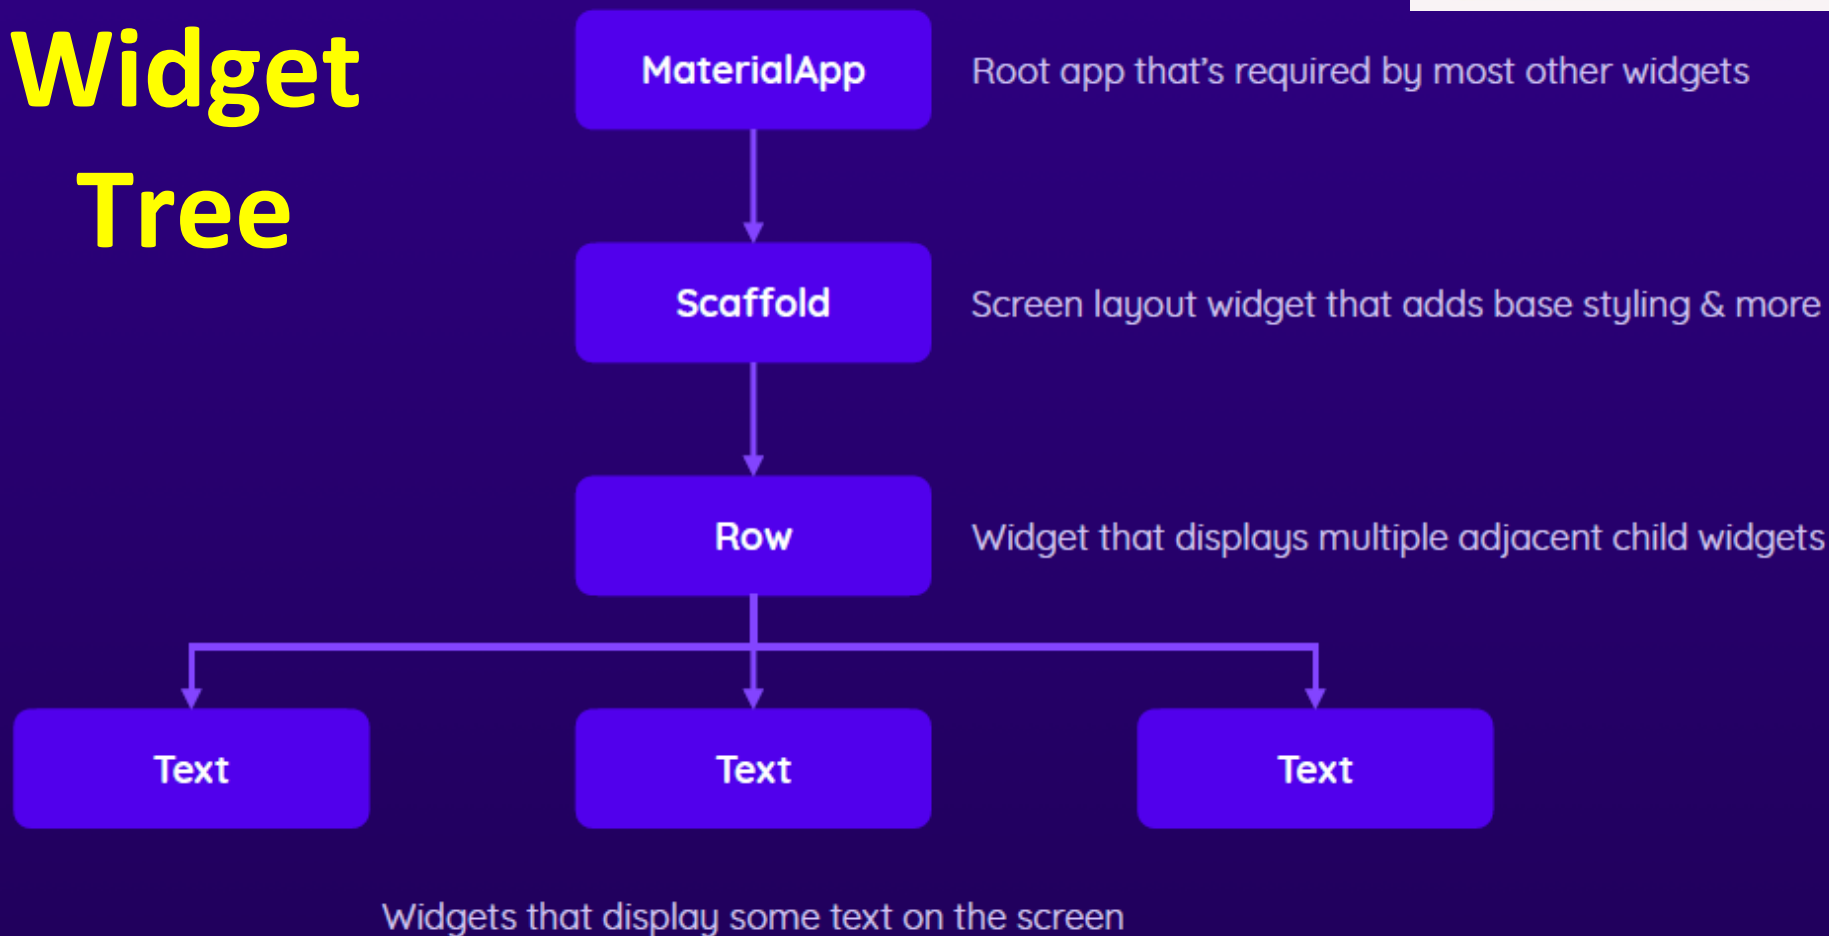 Widget
Tree
MaterialApp
Root app that's required by most other widgets
Scaffold
Screen layout widget that adds base styling & more
Row
Widget that displays multiple adjacent child widgets
Text
Text
Text
Widgets that display some text on the screen